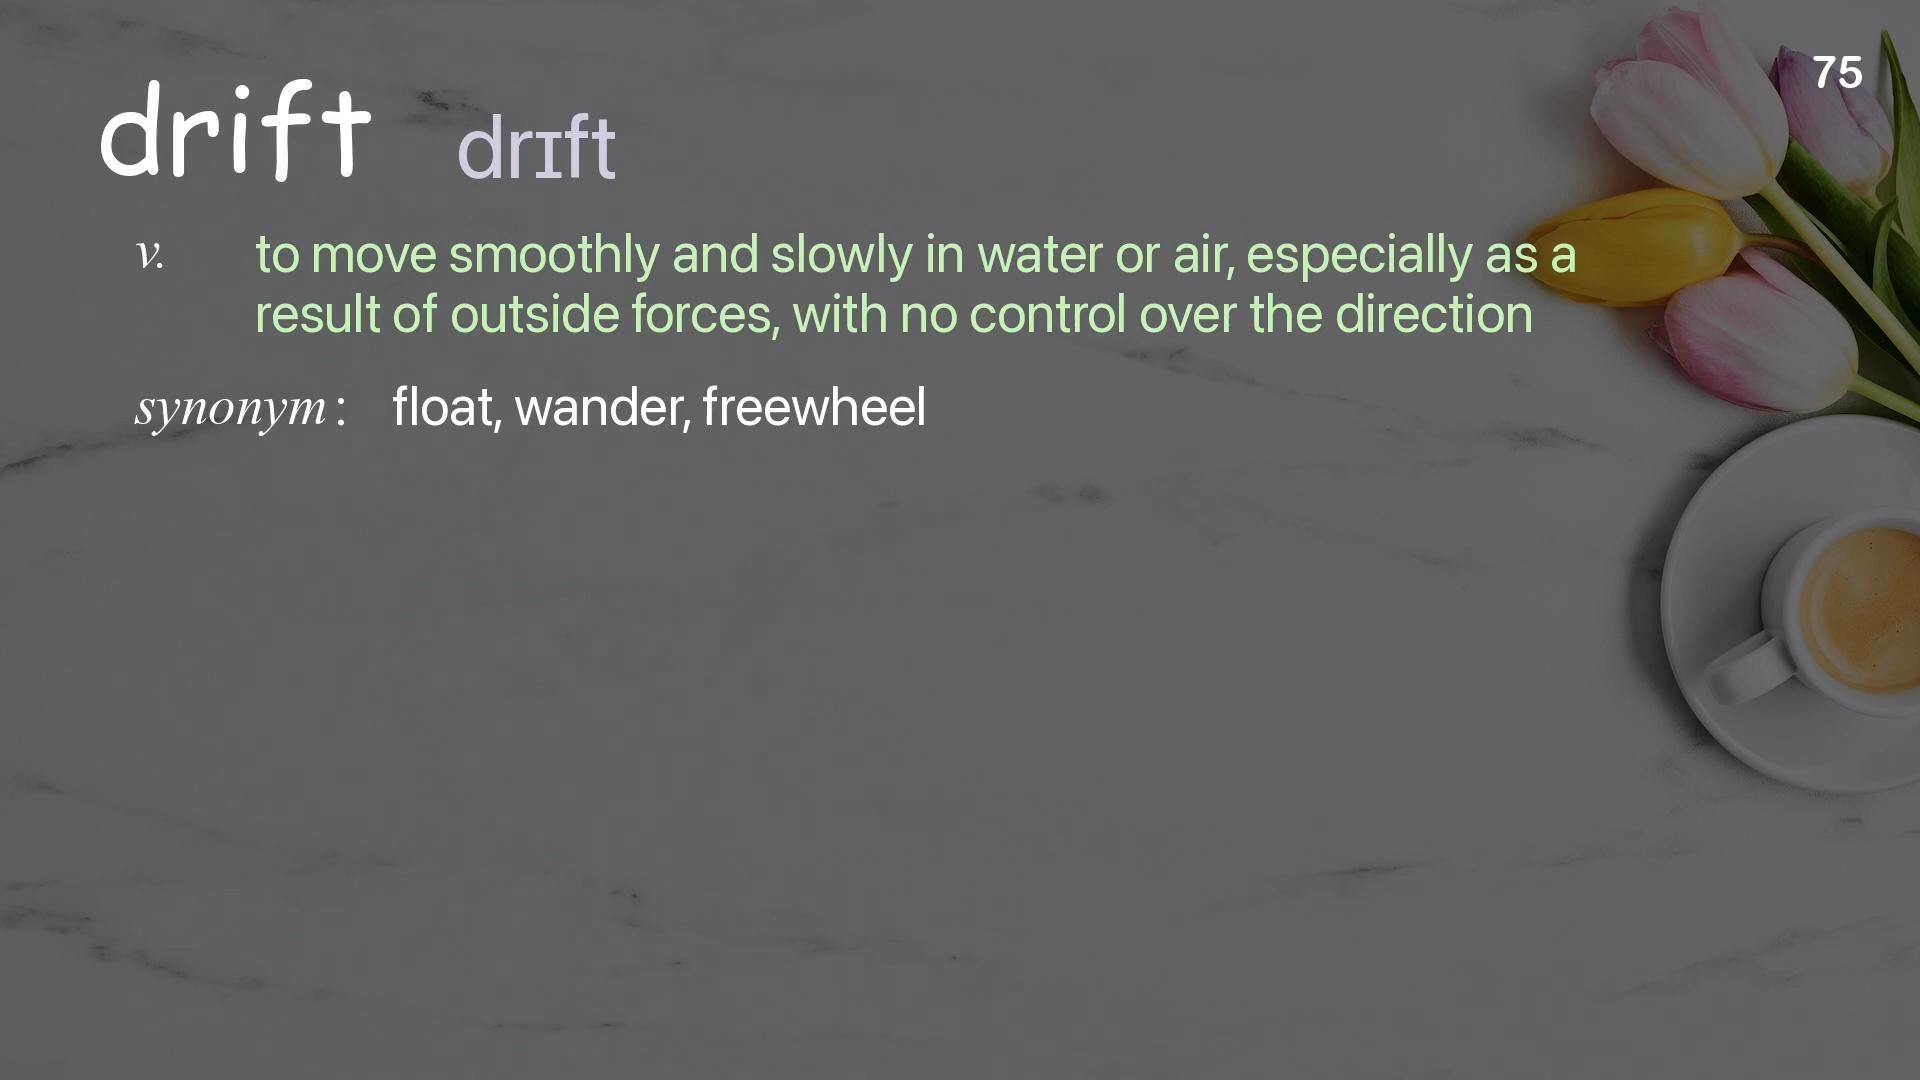 75
drift drɪft
v. to move smoothly and slowly in water or air, especially as a
result of outside forces, with no control over the direction
synonym: float, wander, freewheel